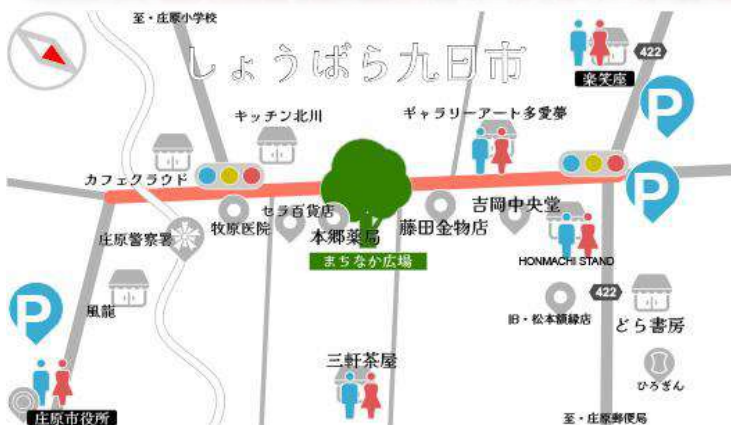 至・庄原小学校
しょうばら九日市
422
楽笑座
P
キッチン北川
ギャラリーアート多愛夢
カフェクラウド
P
庄原警察署
牧原医院
セラ百貨店
本郷薬局
藤田金物店
吉岡中央堂
まちなか広場
HONMACHI STAND
422
風龍
旧・松本額縁店
どら書房
P
三軒茶屋
ひろぎん
庄原市役所
至・庄原郵便局